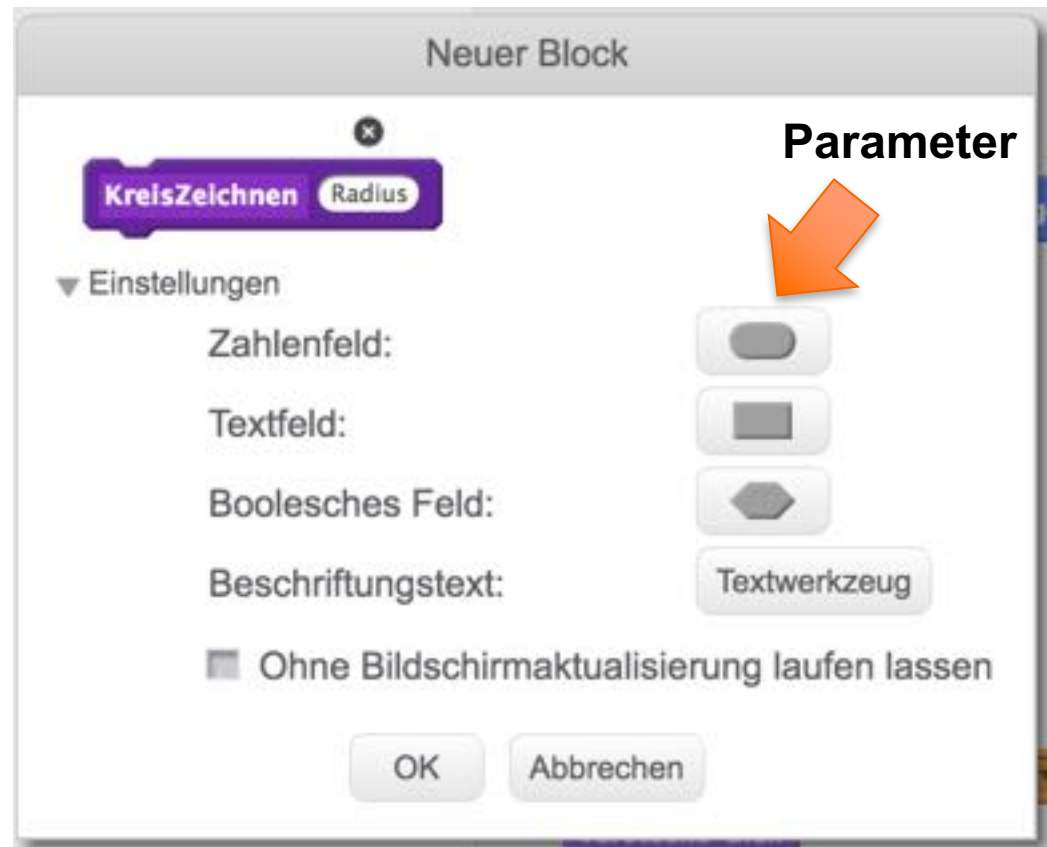 Neuer Block
Parameter
KreisZeichnen Radius
Einstellungen
Zahlenfeld:
Textfeld:
Boolesches Feld:
Beschriftungstext: Textwerkzeug
Ohne Bildschirmaktualisierung laufen lassen
OK Abbrechen